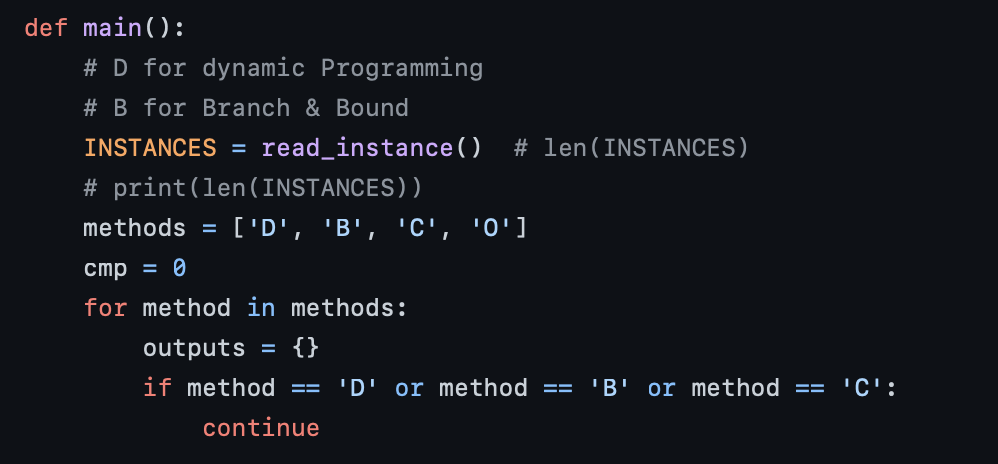 def main():
    # D for dynamic Programming
    # B for Branch & Bound
    INSTANCES = read_instance()  # len(INSTANCES)
    # print(len(INSTANCES))
    methods = ['D', 'B', 'C', 'O']
    cmp = 0
    for method in methods:
        outputs = {}
        if method == 'D' or method == 'B' or method == 'C':
            continue